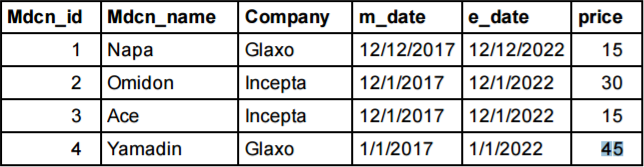 Mdcn_id Mdcn_name Company m_date e_date price
1 Napa Glaxo 12/12/2017 12/12/2022 15
2 Omidon Incepta 12/1/2017 12/1/2022 30
3 Ace Incepta 12/1/2017 12/1/2022 15
4 Yamadin Glaxo 1/1/2017 1/1/2022 45